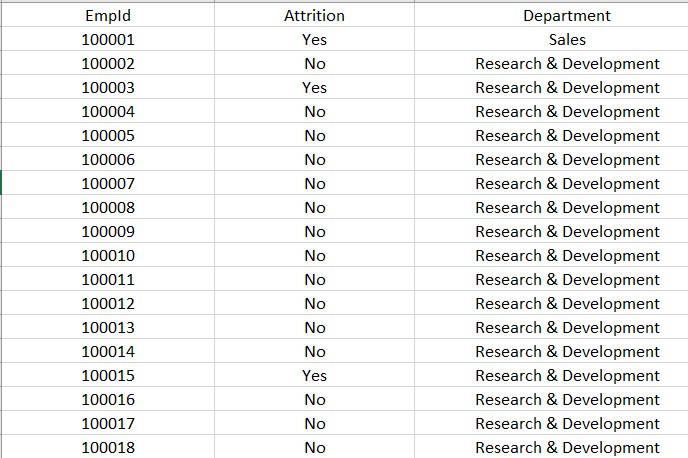 EmpId Attrition Department
100001 Yes Sales
100002 No Research & Development
100003 Yes Research & Development
100004 No Research & Development
100005 No Research & Development
100006 No Research & Development
100007 No Research & Development
100008 No Research & Development
100009 No Research & Development
100010 No Research & Development
100011 No Research & Development
100012 No Research & Development
100013 No Research & Development
100014 No Research & Development
100015 Yes Research & Development
100016 No Research & Development
100017 No Research & Development
100018 No Research & Development